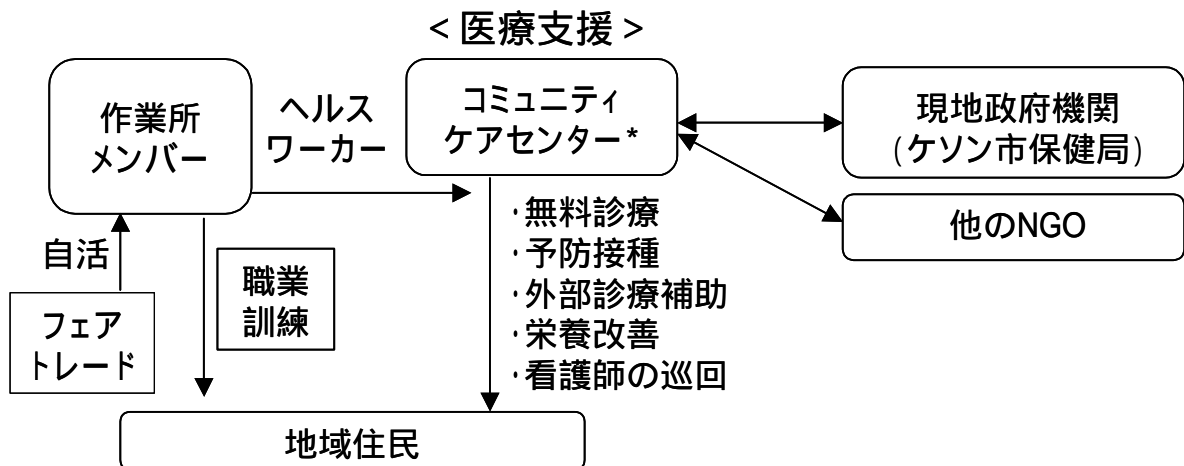 <医療支援>
作業所
メンバー
ヘルス
ワーカー
コミュニティ
ケアセンター*
現地政府機関
(ケソン市保健局)
他のNGO
・無料診療
・予防接種
・外部診療補助
・栄養改善
・看護師の巡回
自活
フェア
トレード
職業
訓練
地域住民